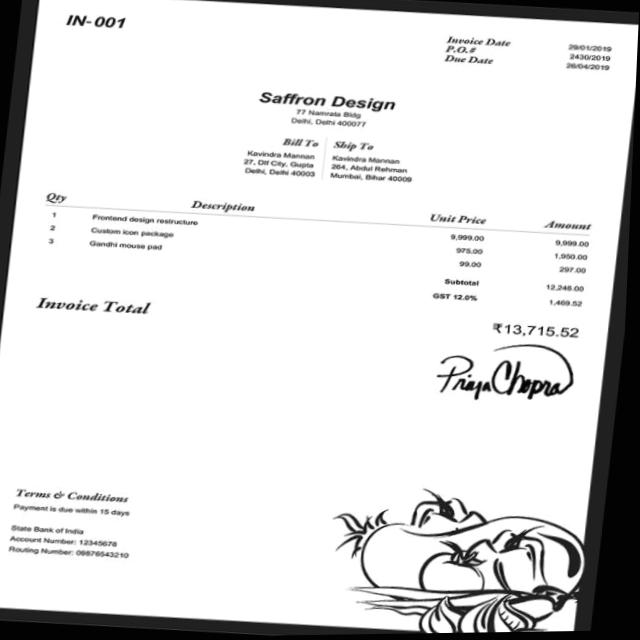 IN- 001
Invoice Date 29/01/2019
P.O.# 2430/2019
Due Date 26/04/2019
Saffron Design
77 Namrata Bldg
Delhi, Delhi 400077
Bill To
Kavindra Mannan
27, Dlf City, Gupta
Delhi, Delhi 40003
Ship To
Kavindra Mannan
264, Abdul Rehman
Mumbai, Bihar 40009
Qty Description Unit Price Amount
1 Frontend design restructure 9,999.00 9,999.00
2 Custom icon package 975.00 1,950.00
3 Gandhi mouse pad 99.00 297.00
Subtotal 12,246.00
GST 12.0% 1,469.52
Invoice Total ₹13,715.52
Priya Chopra
Terms & Conditions
Payment is due within 15 days
State Bank of India
Account Number: 12345678
Routing Number: 09876543210